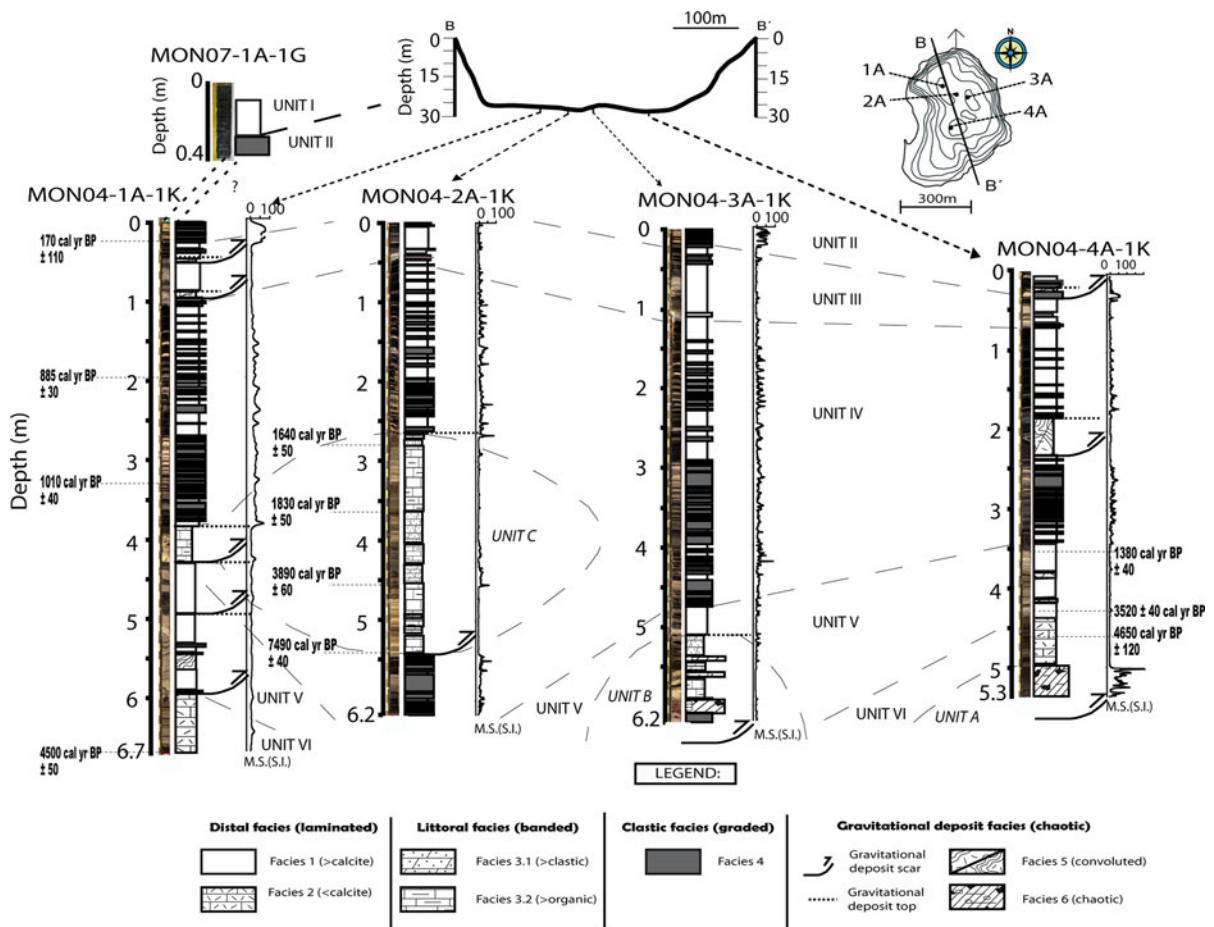 MON07-1A-1G
Depth (m)
0
0.4
UNIT I
UNIT II
B
B´
100m
Depth (m)
0
15
30
0
15
30
N
B
1A
2A
3A
4A
B´
300m
?
MON04-1A-1K
0 100
0
1
2
3
4
5
6
6.7
Depth (m)
170 cal yr BP
± 110
885 cal yr BP
± 30
1010 cal yr BP
± 40
4500 cal yr BP
± 50
UNIT V
UNIT VI
M.S.(S.I.)
MON04-2A-1K
0 100
0
1
2
3
4
5
6.2
1640 cal yr BP
± 50
1830 cal yr BP
± 50
3890 cal yr BP
± 60
7490 cal yr BP
± 40
UNIT C
UNIT V
M.S.(S.I.)
MON04-3A-1K
0 100
0
1
2
3
4
5
6.2
UNIT B
M.S.(S.I.)
UNIT II
UNIT III
UNIT IV
UNIT V
UNIT VI
UNIT A
MON04-4A-1K
0 100
0
1
2
3
4
5
5.3
1380 cal yr BP
± 40
3520 ± 40 cal yr BP
4650 cal yr BP
± 120
M.S.(S.I.)
LEGEND:
Distal facies (laminated)
Facies 1 (>calcite)
Facies 2 (<calcite)
Littoral facies (banded)
Facies 3.1 (>clastic)
Facies 3.2 (>organic)
Clastic facies (graded)
Facies 4
Gravitational deposit facies (chaotic)
Gravitational
deposit scar
Gravitational
deposit top
Facies 5 (convoluted)
Facies 6 (chaotic)